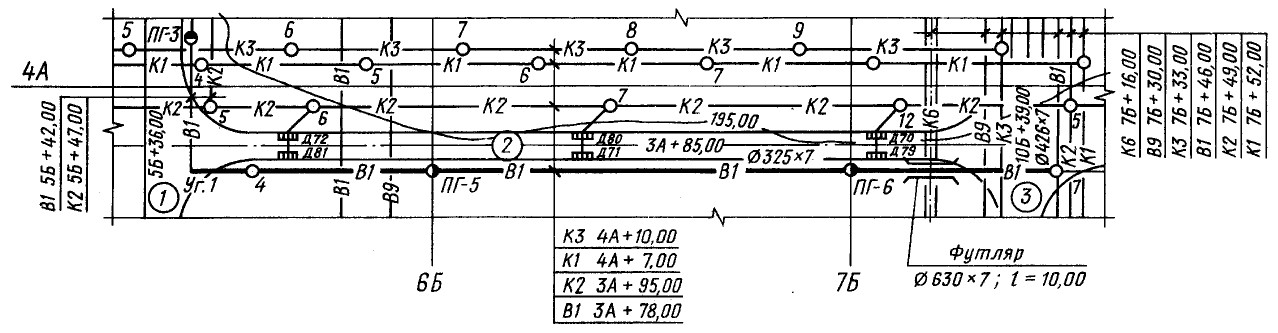 5 ПГ-3 6 7 8 9
К3 К3 К3 К3
К1 К2 К1 В1 К1 К1 К1 В1
4 5 6 7
4А
К2 К2 К2 К2 К2
5 6 7 12 5
В1 5Б+42,00
К2 5Б+47,00
5Б+36,00
В1
Д72 Д80 195,00 Д70 К6 В9 К3
Д81 2 Д71 3А+85,00 Д79
Ø325×7
10Б+39,00
Ø426×7
К2 К1
Уг.1 В1 В9 В1 В1 В1 В1
1 4 ПГ-5 ПГ-6 3 7
К6 7Б+16,00
В9 7Б+30,00
К3 7Б+33,00
В1 7Б+46,00
К2 7Б+49,00
К1 7Б+52,00
К3 4А+10,00
К1 4А+7,00
К2 3А+95,00
В1 3А+78,00
6Б 7Б
Футляр
Ø630×7; l=10,00